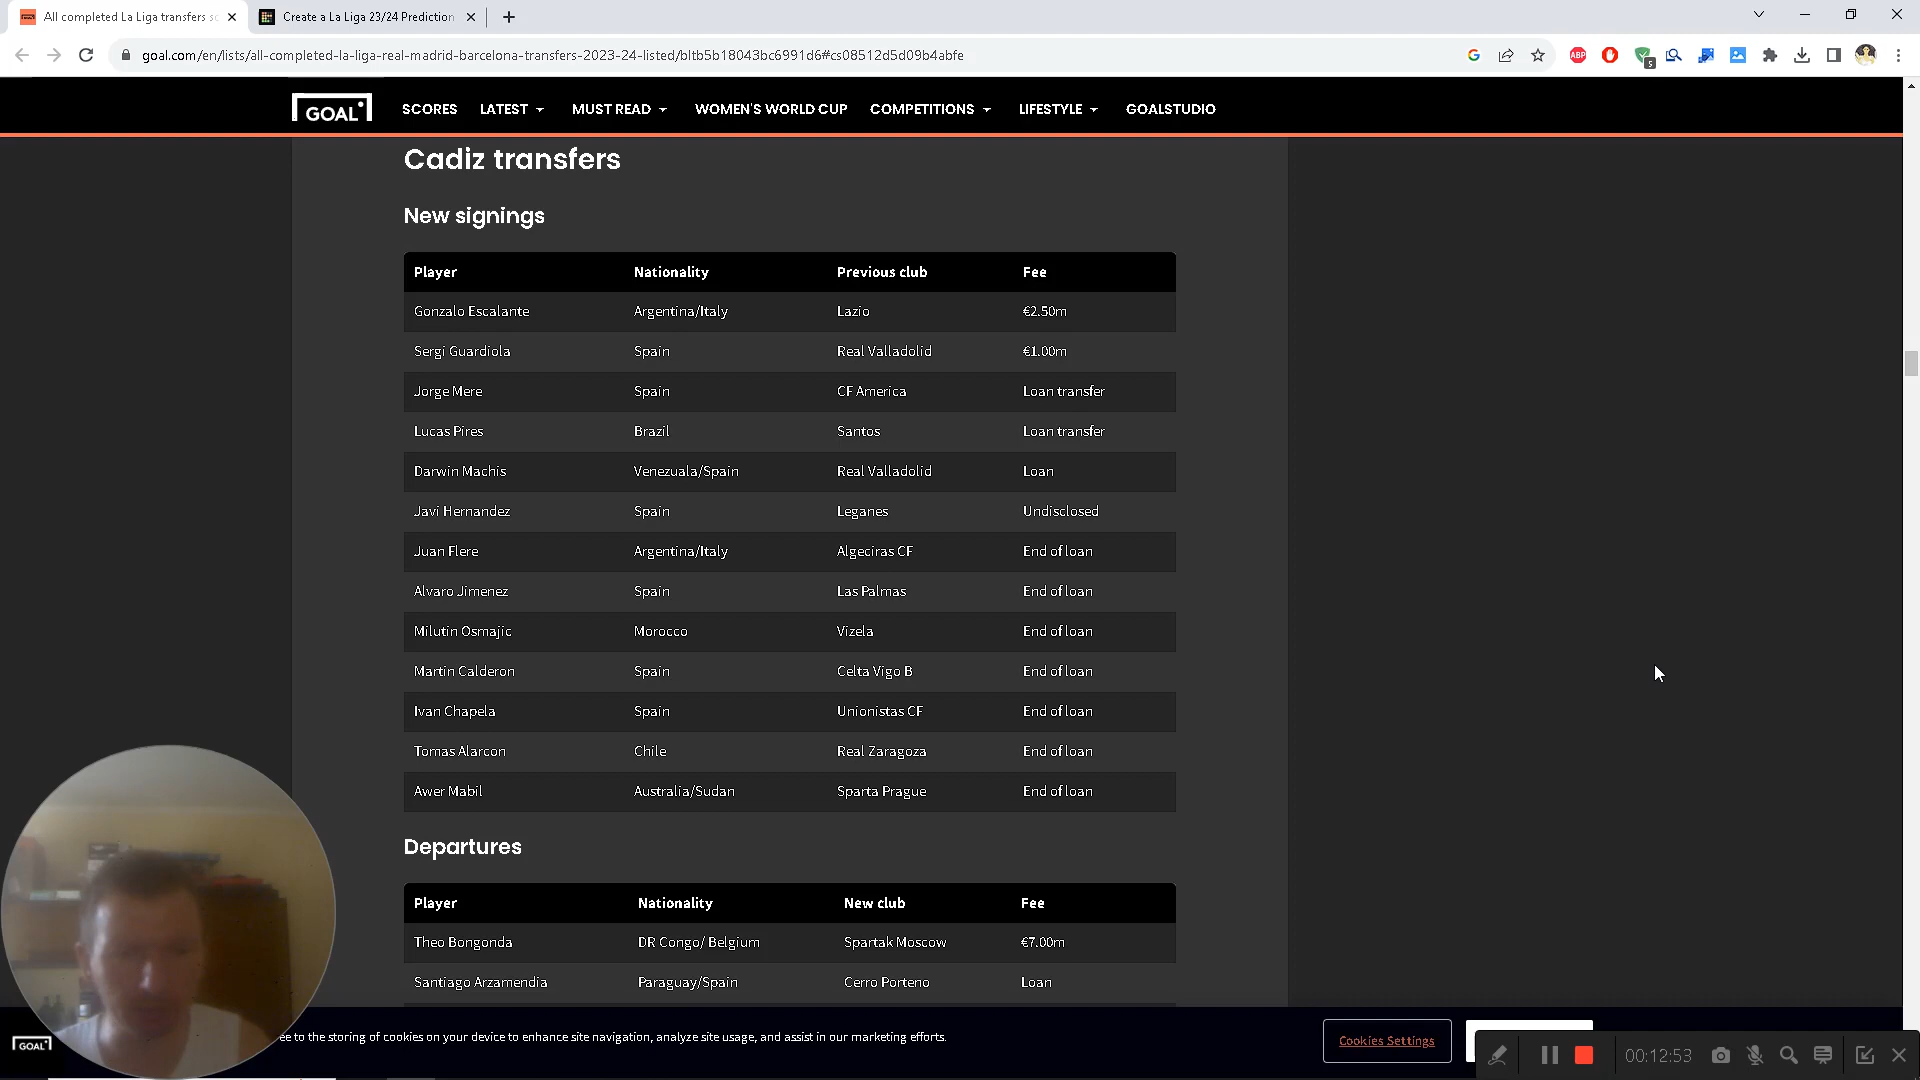 All completed La Liga transfers
Create a La Liga 23/24 Prediction
goal.com/en/lists/all-completed-la-liga-real-madrid-barcelona-transfers-2023-24-listed/bltb5b18043bc6991d6#cs08512d5d09b4abfe
ABP
5
GOAL
SCORES
LATEST
MUST READ
WOMEN'S WORLD CUP
COMPETITIONS
LIFESTYLE
GOALSTUDIO
Cadiz transfers
New signings
Player Nationality Previous club Fee
Gonzalo Escalante Argentina/Italy Lazio €2.50m
Sergi Guardiola Spain Real Valladolid €1.00m
Jorge Mere Spain CF America Loan transfer
Lucas Pires Brazil Santos Loan transfer
Darwin Machis Venezuala/Spain Real Valladolid Loan
Javi Hernandez Spain Leganes Undisclosed
Juan Flere Argentina/Italy Algeciras CF End of loan
Alvaro Jimenez Spain Las Palmas End of loan
Milutin Osmajic Morocco Vizela End of loan
Martin Calderon Spain Celta Vigo B End of loan
Ivan Chapela Spain Unionistas CF End of loan
Tomas Alarcon Chile Real Zaragoza End of loan
Awer Mabil Australia/Sudan Sparta Prague End of loan
Departures
Player Nationality New club Fee
Theo Bongonda DR Congo/ Belgium Spartak Moscow €7.00m
Santiago Arzamendia Paraguay/Spain Cerro Porteno Loan
GOAL
ee to the storing of cookies on your device to enhance site navigation, analyze site usage, and assist in our marketing efforts.
Cookies Settings
00:12:53